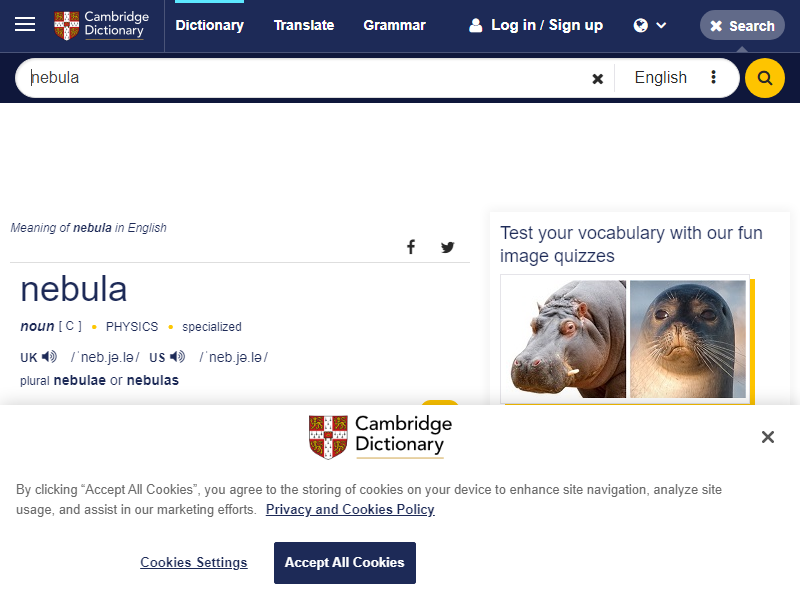 Cambridge Dictionary
Dictionary
Translate
Grammar
Log in / Sign up
Search
nebula
English
Meaning of nebula in English
nebula
noun [ C ] • PHYSICS • specialized
UK /ˈneb.jə.lə/ US /ˈneb.jə.lə/
plural nebulae or nebulas
Test your vocabulary with our fun
image quizzes
Cambridge
Dictionary
By clicking “Accept All Cookies”, you agree to the storing of cookies on your device to enhance site navigation, analyze site
usage, and assist in our marketing efforts. Privacy and Cookies Policy
Cookies Settings
Accept All Cookies